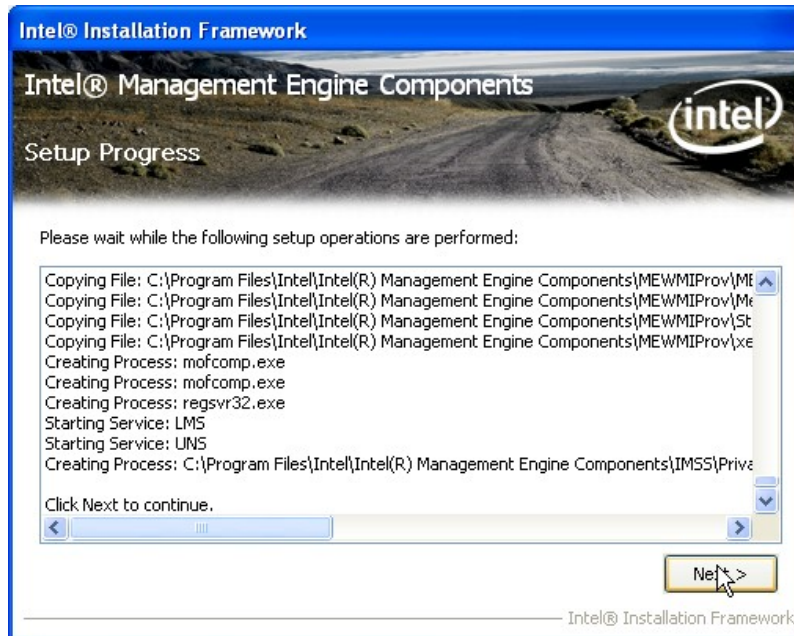 Intel® Installation Framework
Intel® Management Engine Components
intel
Setup Progress
Please wait while the following setup operations are performed:
Copying File: C:\Program Files\Intel\Intel(R) Management Engine Components\MEWMIProv\ME
Copying File: C:\Program Files\Intel\Intel(R) Management Engine Components\MEWMIProv\Me
Copying File: C:\Program Files\Intel\Intel(R) Management Engine Components\MEWMIProv\St
Copying File: C:\Program Files\Intel\Intel(R) Management Engine Components\MEWMIProv\xe
Creating Process: mofcomp.exe
Creating Process: mofcomp.exe
Creating Process: regsvr32.exe
Starting Service: LMS
Starting Service: UNS
Creating Process: C:\Program Files\Intel\Intel(R) Management Engine Components\IMSS\Priva
Click Next to continue.
Next >
Intel® Installation Framework